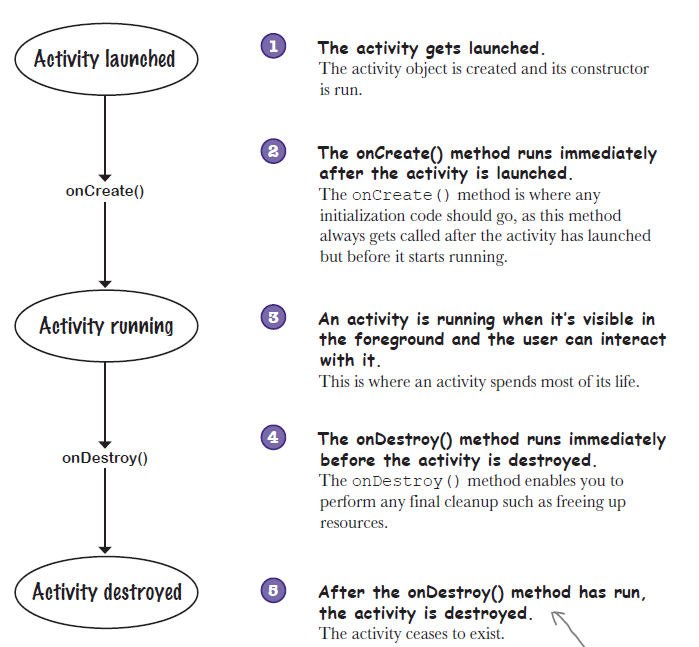 Activity launched
onCreate()
Activity running
onDestroy()
Activity destroyed
1
The activity gets launched.
The activity object is created and its constructor
is run.
2
The onCreate() method runs immediately
after the activity is launched.
The onCreate() method is where any
initialization code should go, as this method
always gets called after the activity has launched
but before it starts running.
3
An activity is running when it's visible in
the foreground and the user can interact
with it.
This is where an activity spends most of its life.
4
The onDestroy() method runs immediately
before the activity is destroyed.
The onDestroy() method enables you to
perform any final cleanup such as freeing up
resources.
5
After the onDestroy() method has run,
the activity is destroyed.
The activity ceases to exist.